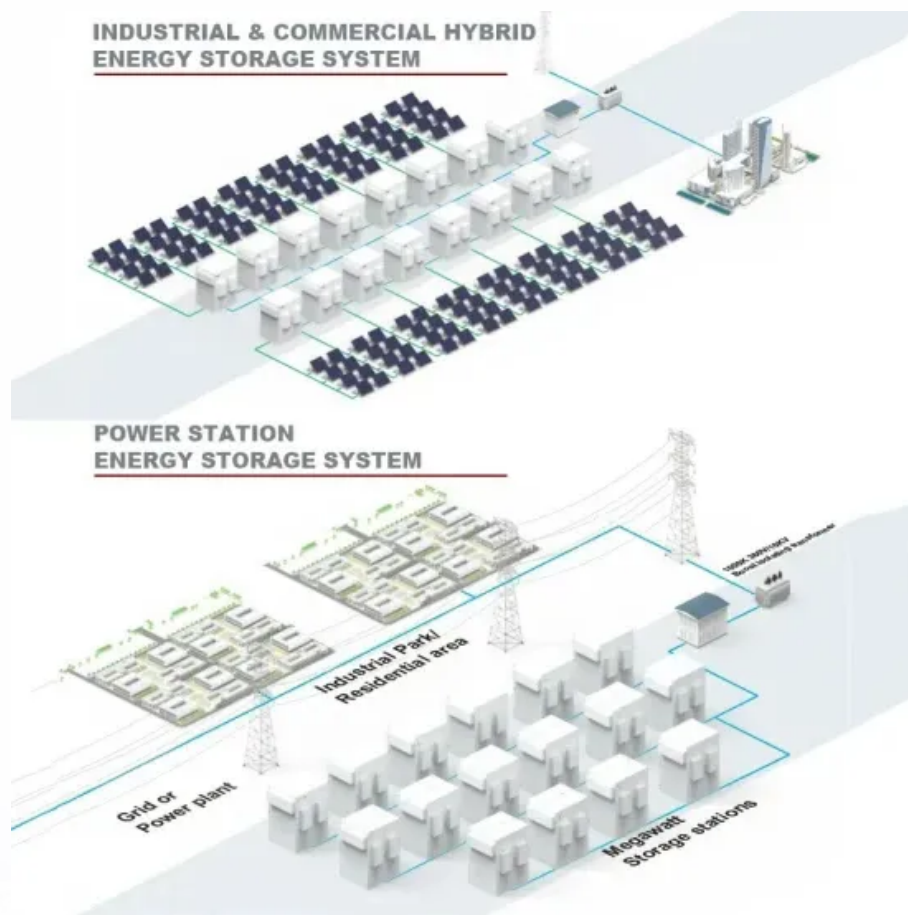 INDUSTRIAL & COMMERCIAL HYBRID
ENERGY STORAGE SYSTEM
POWER STATION
ENERGY STORAGE SYSTEM
Industrial Park/
Residential area
Grid or
Power plant
Megawatt
Storage stations